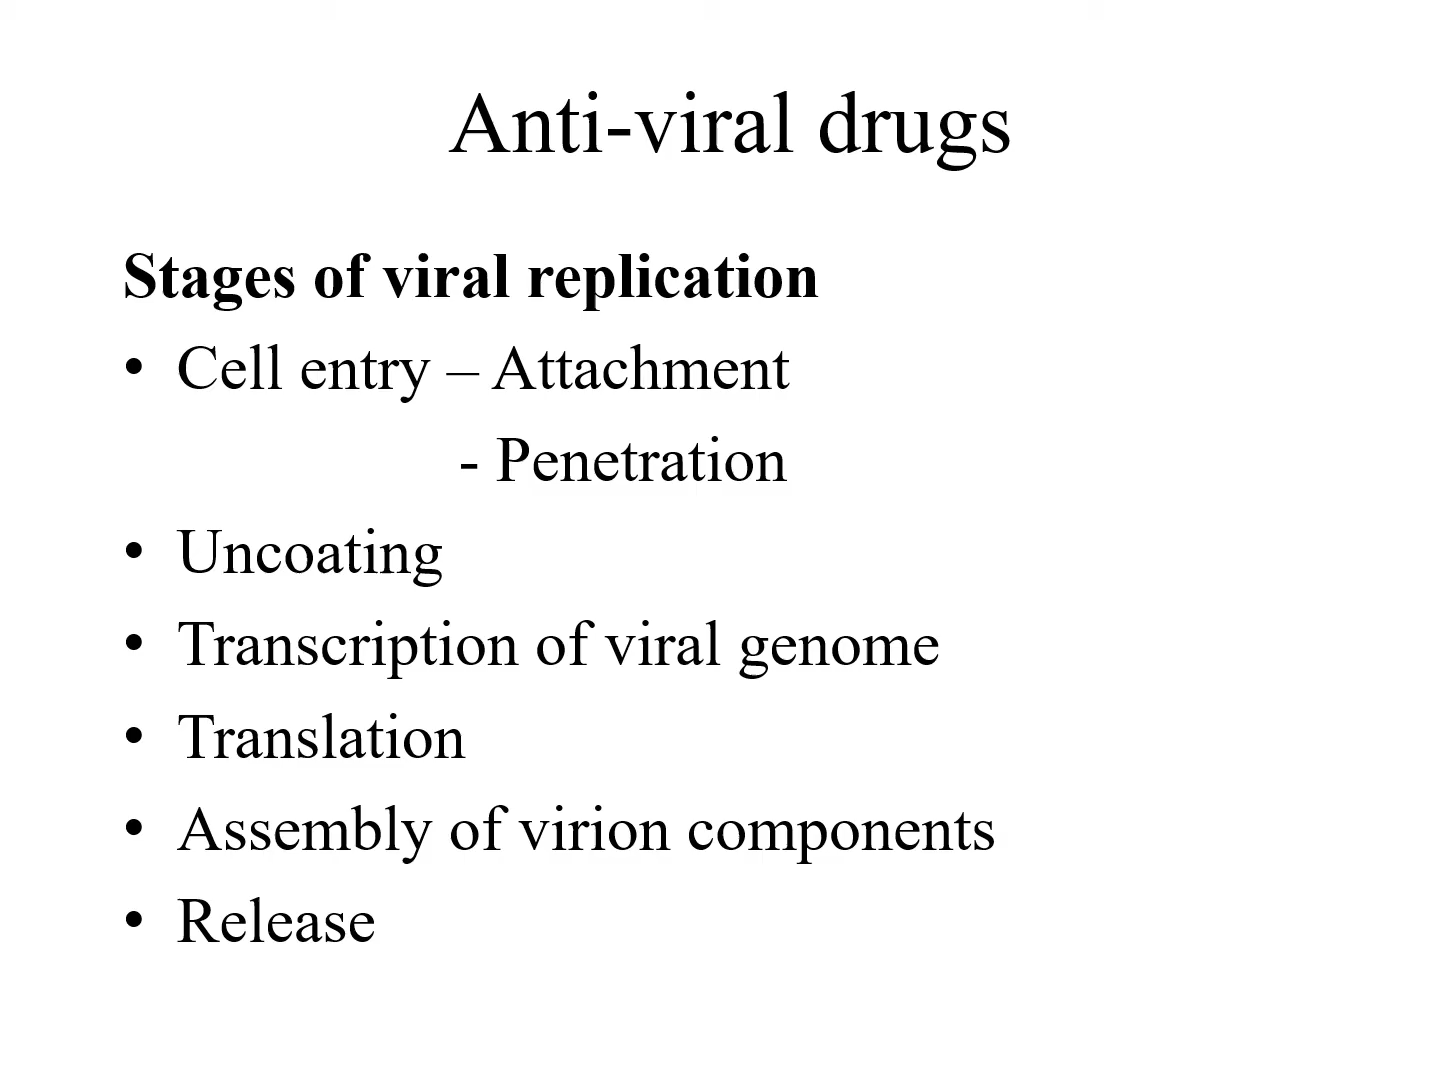 Anti-viral drugs
Stages of viral replication
• Cell entry – Attachment
- Penetration
• Uncoating
• Transcription of viral genome
• Translation
• Assembly of virion components
• Release